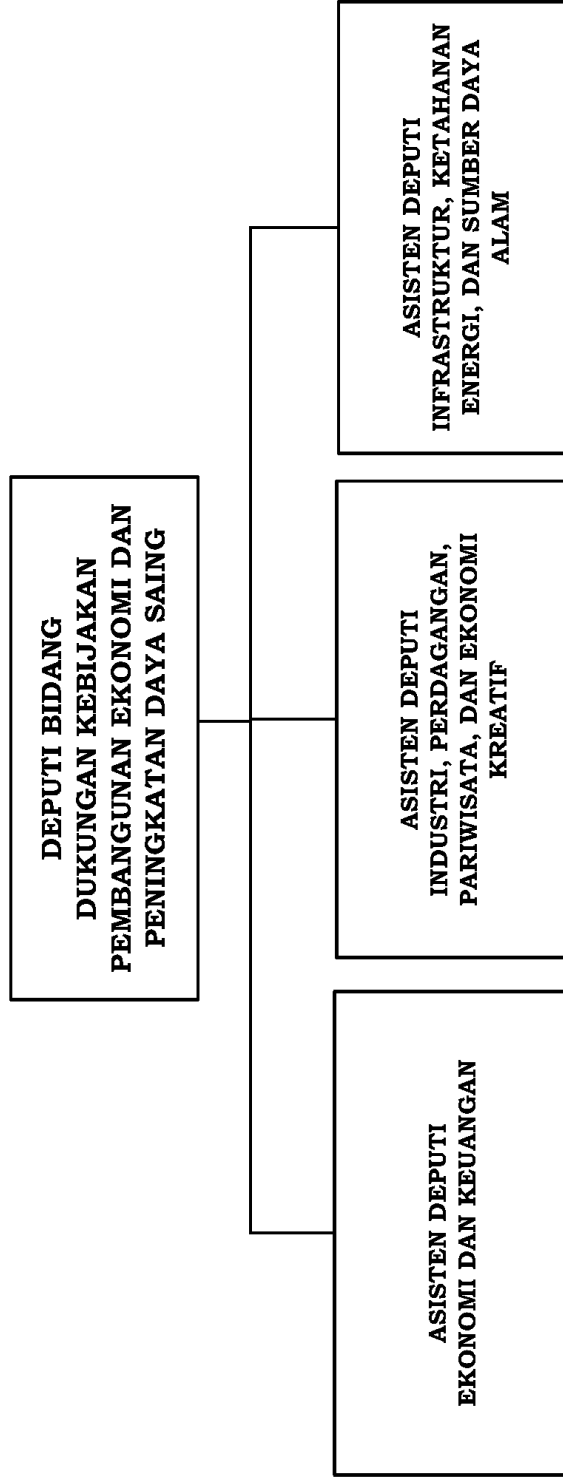 DEPUTI BIDANG
DUKUNGAN KEBIJAKAN
PEMBANGUNAN EKONOMI DAN
PENINGKATAN DAYA SAING
ASISTEN DEPUTI
EKONOMI DAN KEUANGAN
ASISTEN DEPUTI
INDUSTRI, PERDAGANGAN,
PARIWISATA, DAN EKONOMI
KREATIF
ASISTEN DEPUTI
INFRASTRUKTUR, KETAHANAN
ENERGI, DAN SUMBER DAYA
ALAM